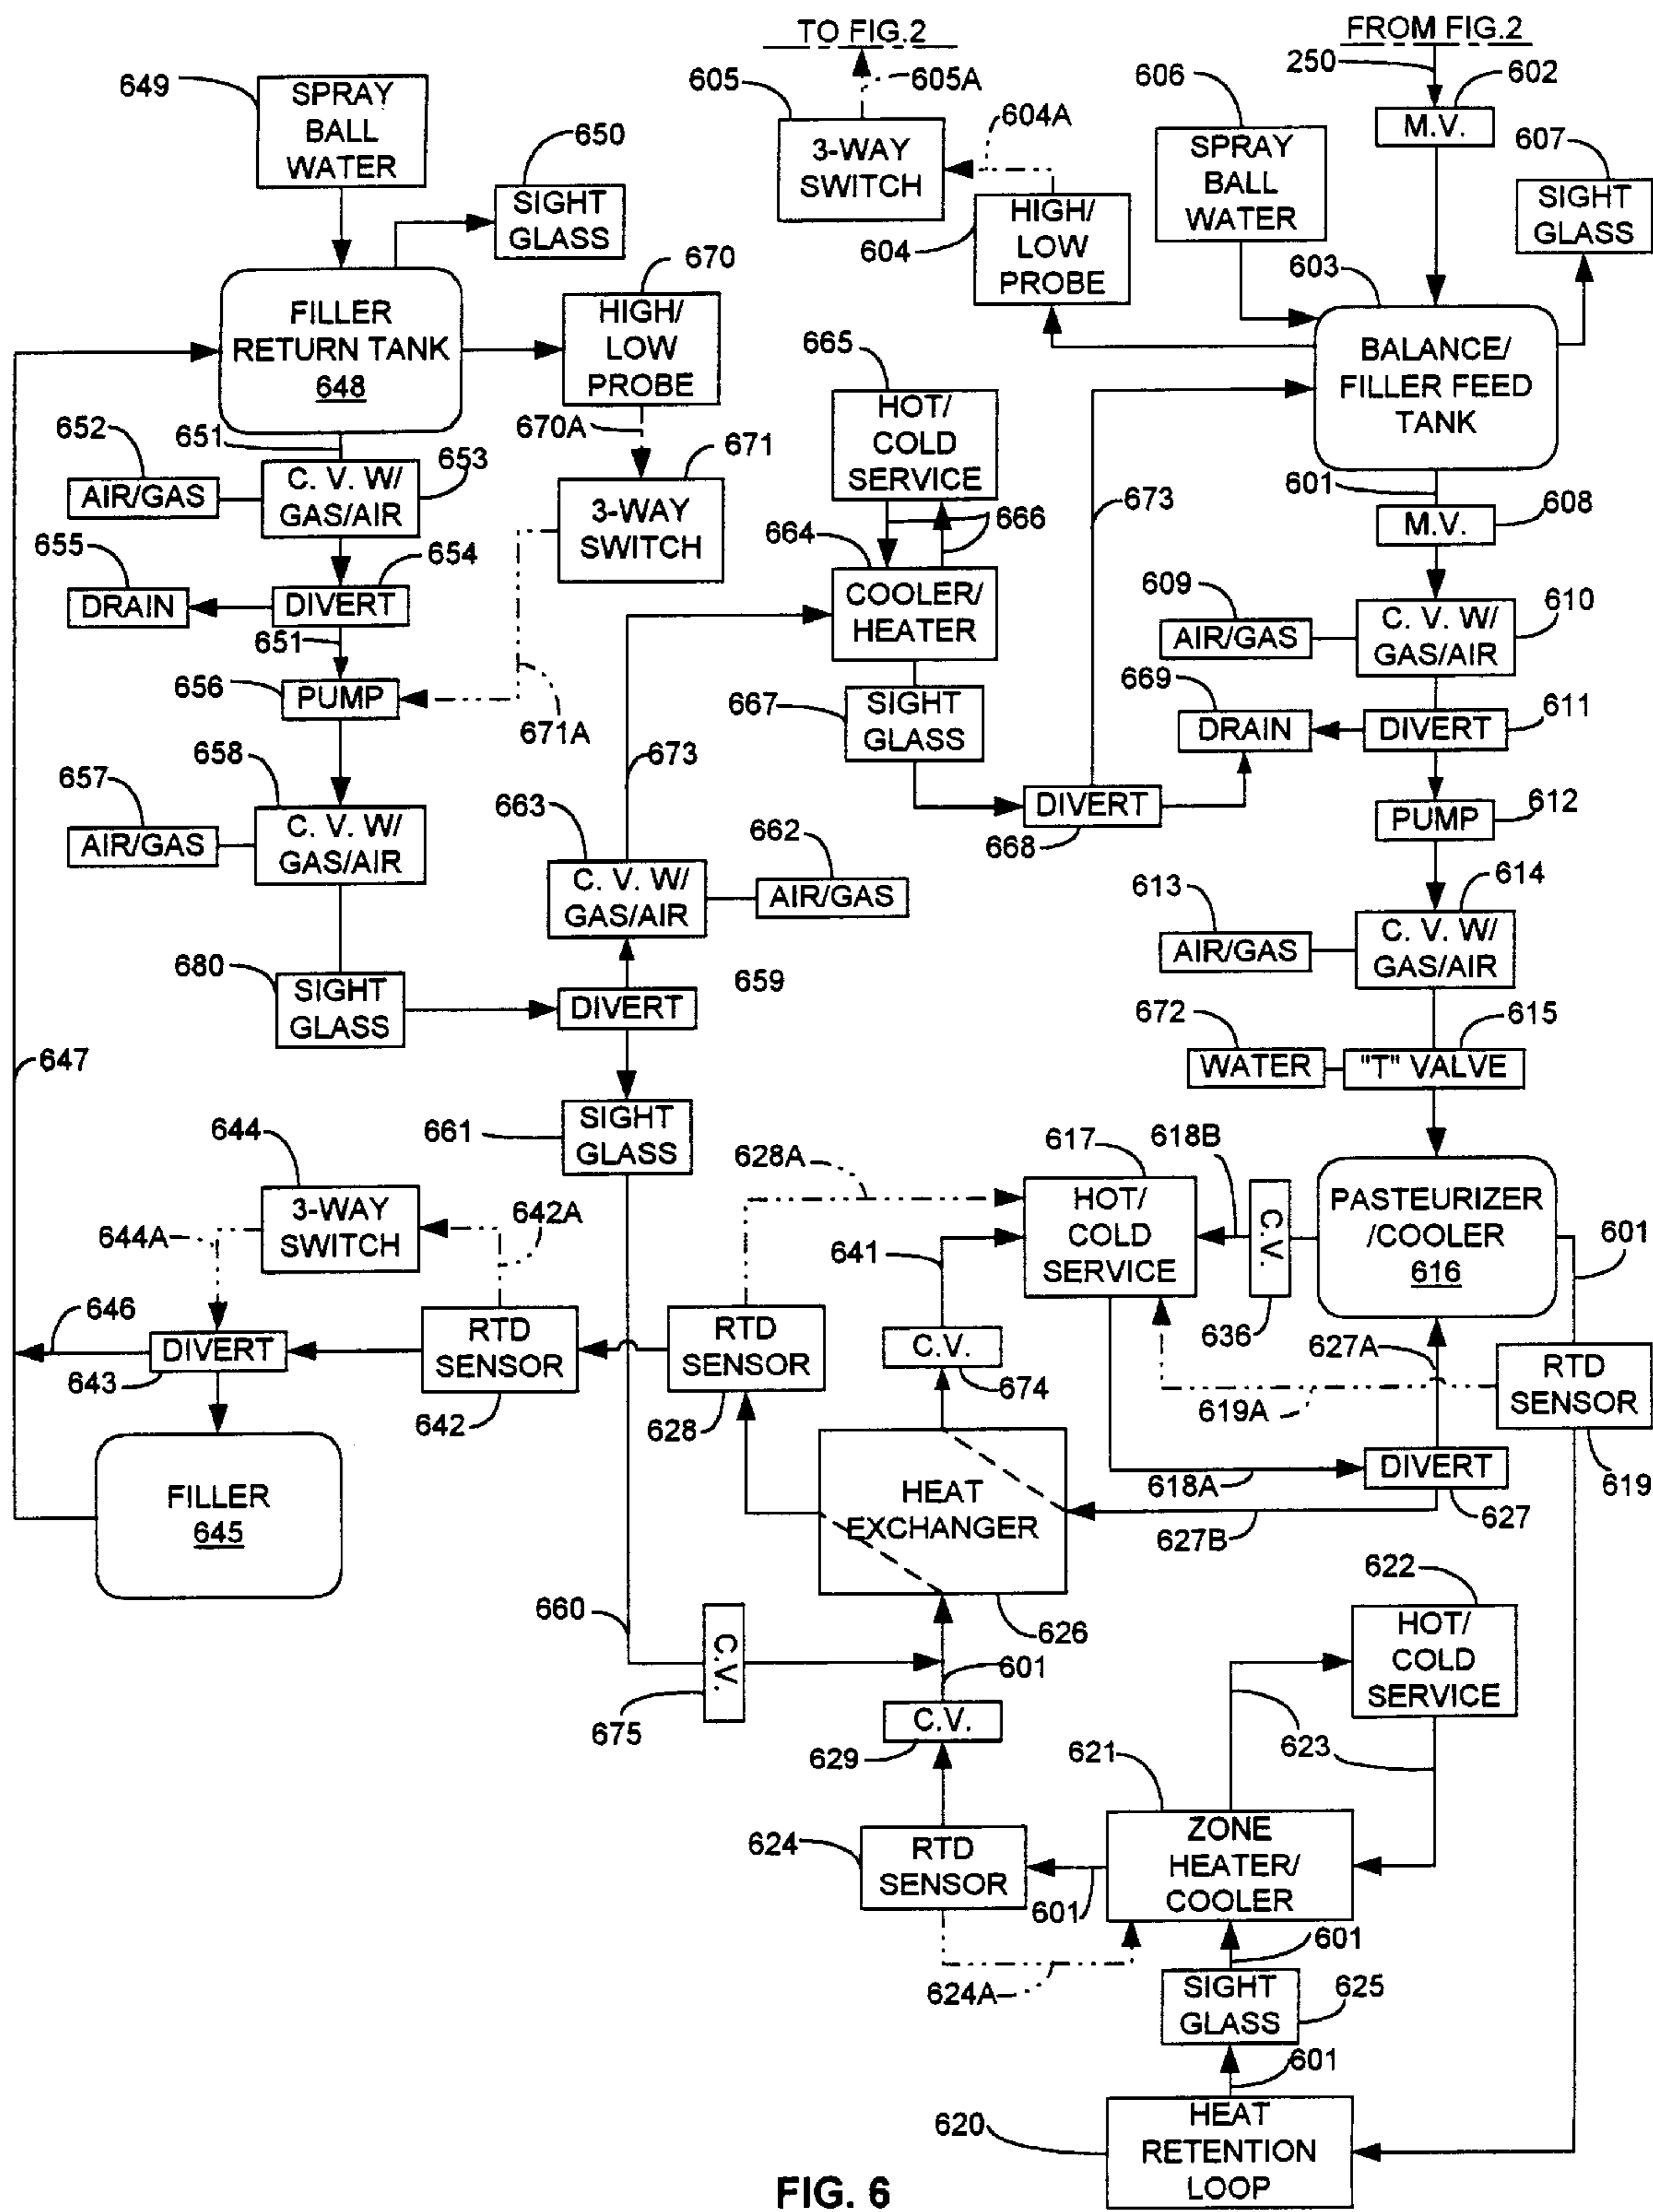 TO FIG.2
FROM FIG.2
250
602
M.V.
605
605A
3-WAY
SWITCH
604A
606
SPRAY
BALL
WATER
607
SIGHT
GLASS
649
SPRAY
BALL
WATER
650
SIGHT
GLASS
604
HIGH/
LOW
PROBE
603
BALANCE/
FILLER FEED
TANK
FILLER
RETURN TANK
648
670
HIGH/
LOW
PROBE
670A
671
3-WAY
SWITCH
665
HOT/
COLD
SERVICE
666
664
COOLER/
HEATER
673
601
M.V.
608
651
652
AIR/GAS
C. V. W/
GAS/AIR
653
655
DRAIN
DIVERT
654
651
656
PUMP
671A
609
AIR/GAS
C. V. W/
GAS/AIR
610
667
SIGHT
GLASS
669
DRAIN
DIVERT
611
673
DIVERT
668
PUMP
612
658
657
AIR/GAS
C. V. W/
GAS/AIR
663
C. V. W/
GAS/AIR
662
AIR/GAS
613
AIR/GAS
C. V. W/
GAS/AIR
614
680
SIGHT
GLASS
DIVERT
659
672
WATER
"T" VALVE
615
647
661
SIGHT
GLASS
644
3-WAY
SWITCH
644A
642A
628A
617
HOT/
COLD
SERVICE
618B
C.V.
636
PASTEURIZER
/COOLER
616
601
641
646
DIVERT
643
RTD
SENSOR
642
RTD
SENSOR
628
C.V.
674
627A
619A
RTD
SENSOR
619
FILLER
645
HEAT
EXCHANGER
626
618A
DIVERT
627
627B
660
C.V.
675
601
C.V.
629
622
HOT/
COLD
SERVICE
623
621
ZONE
HEATER/
COOLER
624
RTD
SENSOR
601
624A
601
SIGHT
GLASS
625
601
620
HEAT
RETENTION
LOOP
FIG. 6